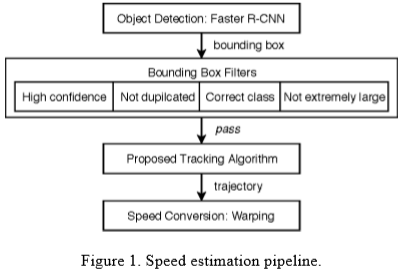 Object Detection: Faster R-CNN
bounding box
Bounding Box Filters
High confidence Not dupilcated Correct class Not extremely large
pass
Proposed Tracking Algorithm
trajectory
Speed Conversion: Warping
Figure 1. Speed estimation pipeline.